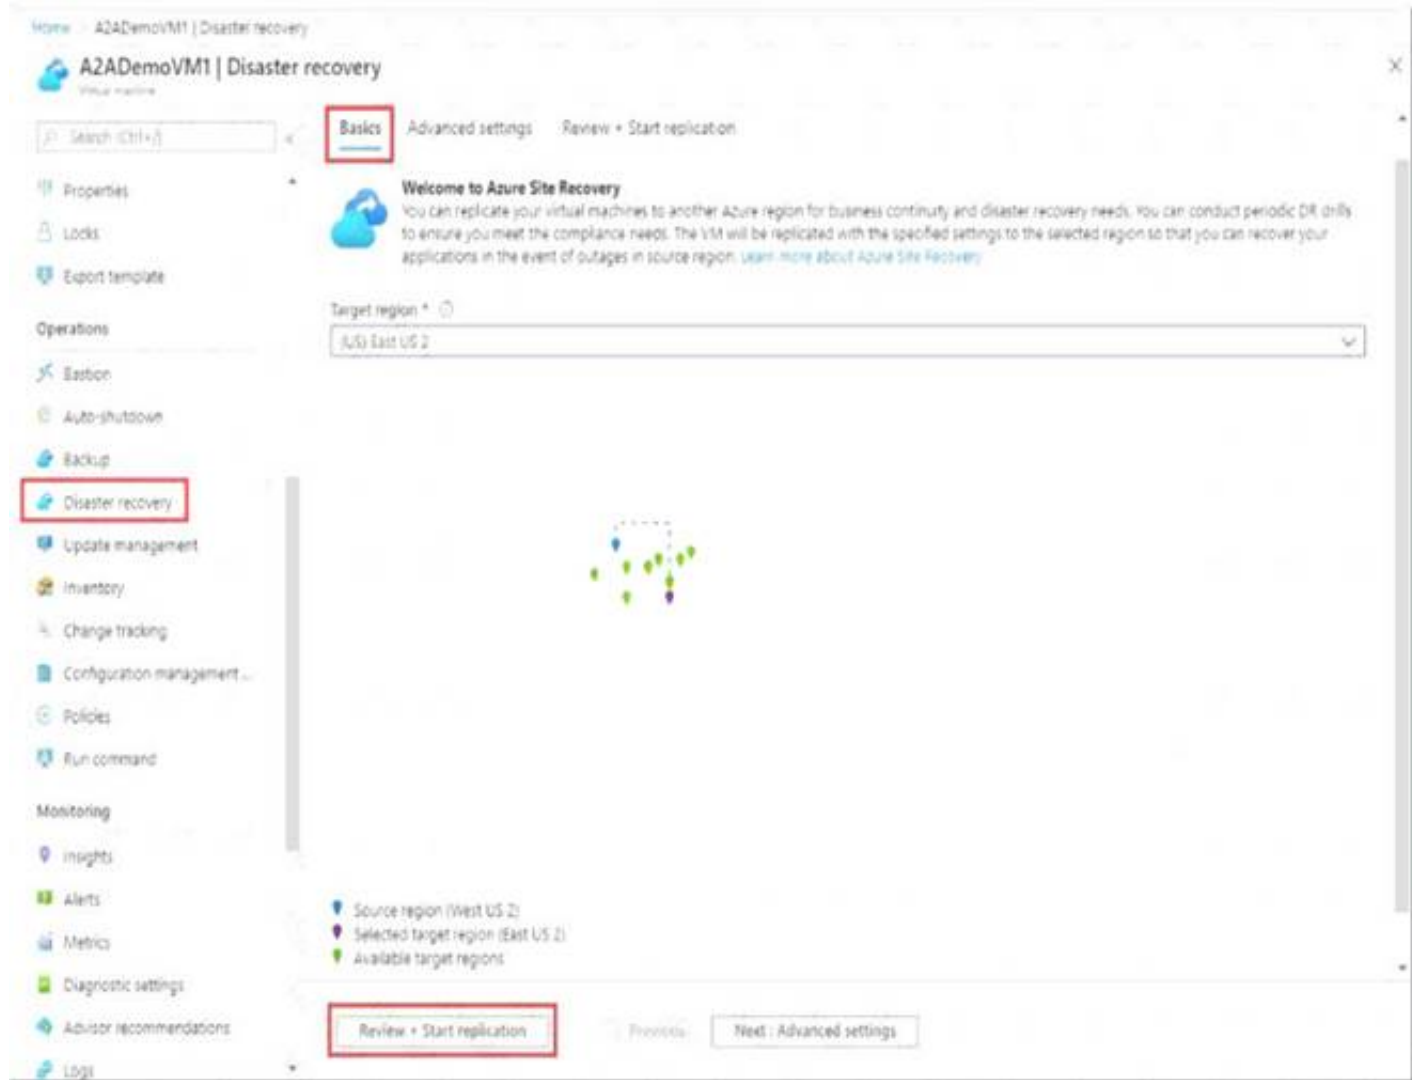 Home > A2ADemoVM1 | Disaster recovery
A2ADemoVM1 | Disaster recovery
Virtual machine
Search (Ctrl+/)
Properties
Locks
Export template
Operations
Bastion
Auto-shutdown
Backup
Disaster recovery
Update management
Inventory
Change tracking
Configuration management ...
Policies
Run command
Monitoring
Insights
Alerts
Metrics
Diagnostic settings
Advisor recommendations
Logs
Basics Advanced settings Review + Start replication
Welcome to Azure Site Recovery
You can replicate your virtual machines to another Azure region for business continuity and disaster recovery needs. You can conduct periodic DR drills
to ensure you meet the compliance needs. The VM will be replicated with the specified settings to the selected region so that you can recover your
applications in the event of outages in source region. Learn more about Azure Site Recovery
Target region *
(US) East US 2
Source region (West US 2)
Selected target region (East US 2)
Available target regions
Review + Start replication Previous Next : Advanced settings